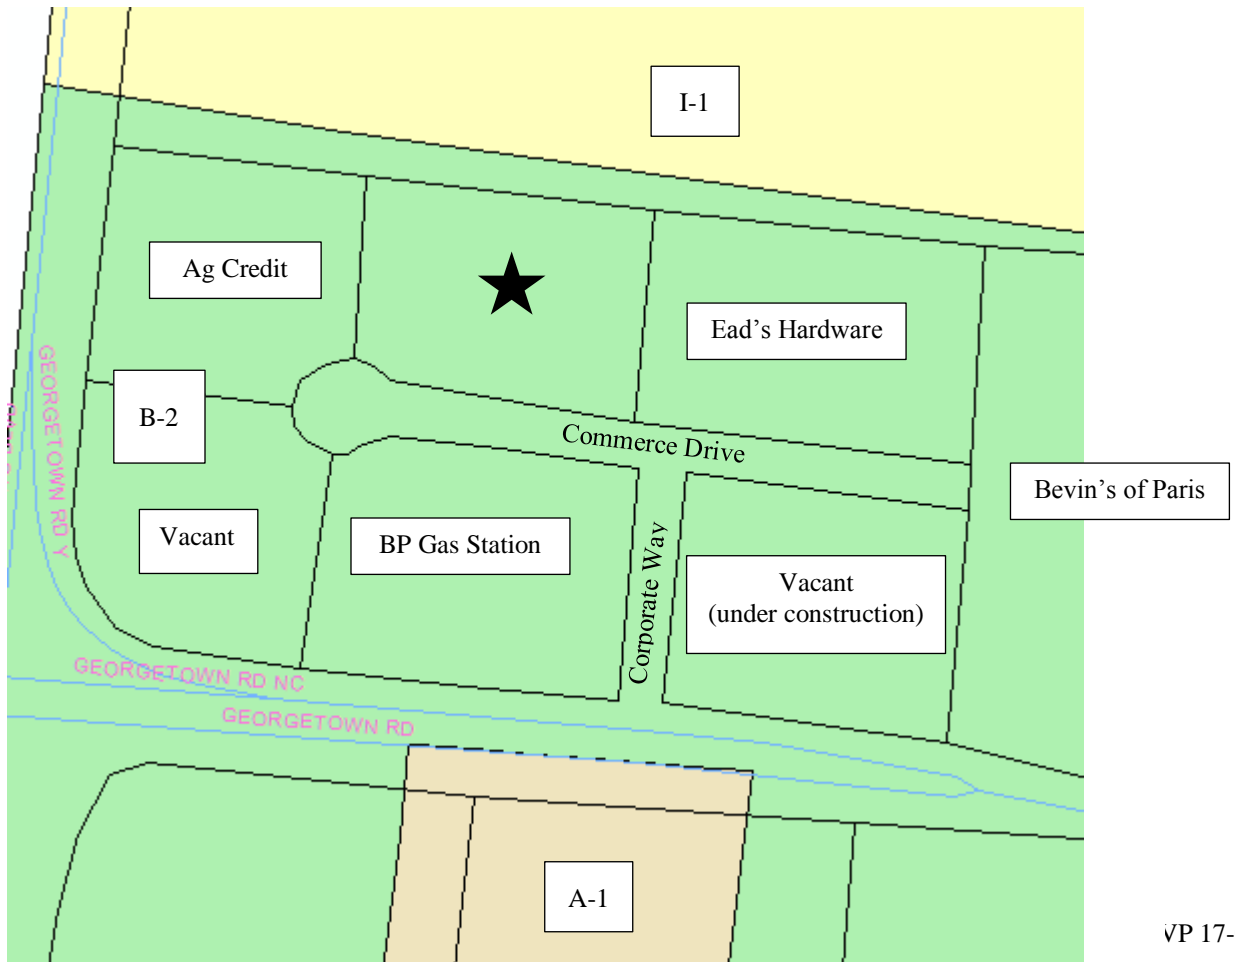 I-1
Ag Credit
Ead's Hardware
B-2
Commerce Drive
GEORGETOWN RD Y
Bevin's of Paris
Vacant
BP Gas Station
Corporate Way
Vacant
(under construction)
GEORGETOWN RD NC
GEORGETOWN RD
A-1
VP 17-